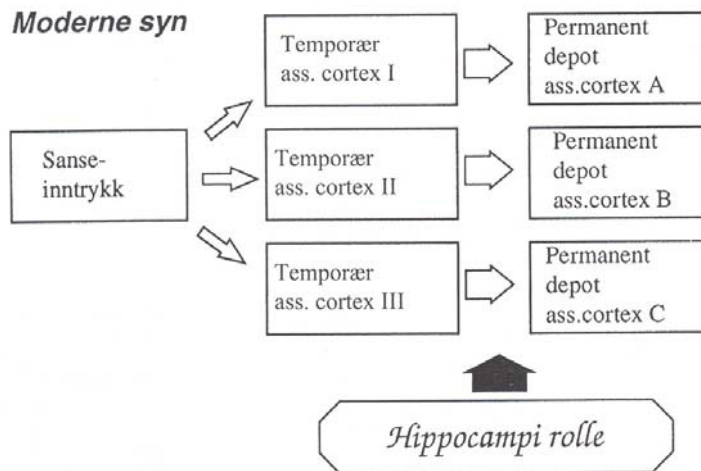 Moderne syn
Sanse-
inntrykk
Temporær
ass. cortex I
Permanent
depot
ass.cortex A
Temporær
ass. cortex II
Permanent
depot
ass.cortex B
Temporær
ass. cortex III
Permanent
depot
ass.cortex C
Hippocampi rolle